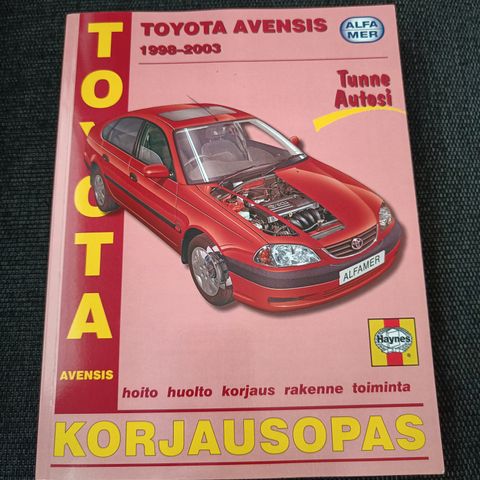 TOYOTA AVENSIS
1998-2003
ALFA
MER
Tunne
Autosi
TOYOTA
ALFAMER
Haynes
AVENSIS
hoito huolto korjaus rakenne toiminta
KORJAUSOPAS